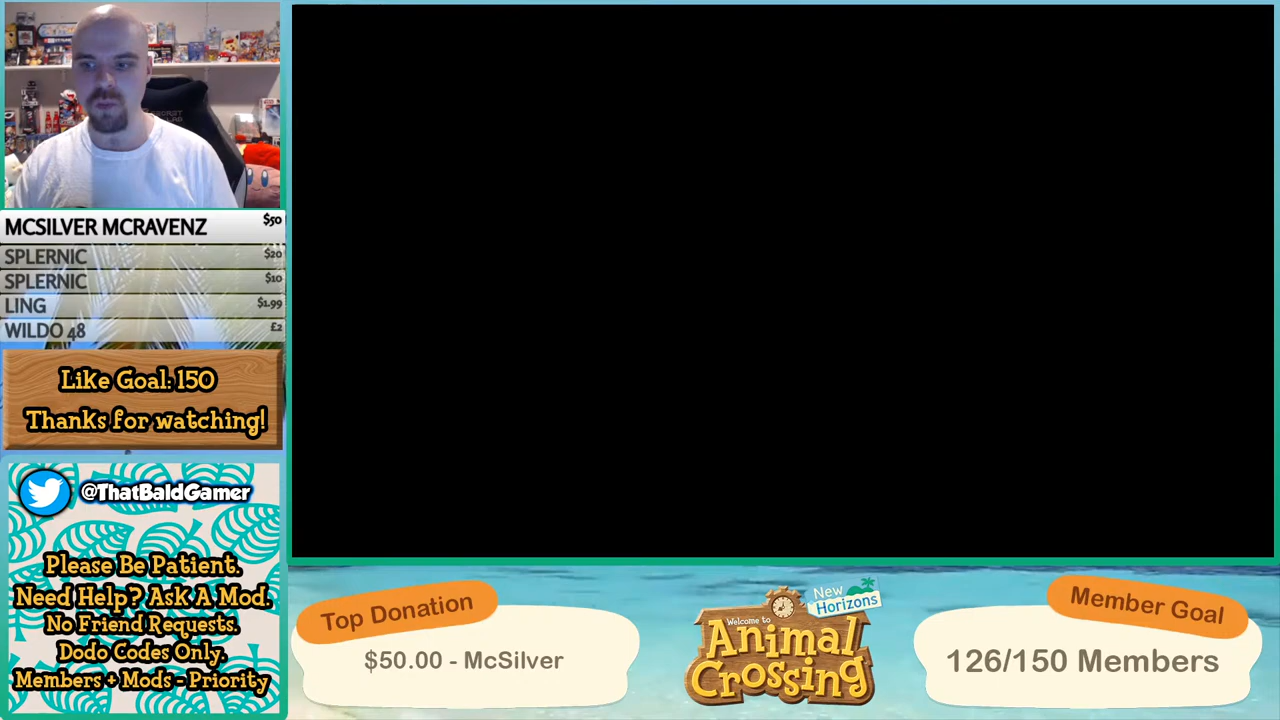 MCSILVER MCRAVENZ $50
SPLERNIC $20
SPLERNIC $10
LING $1.99
WILDO 48 £2
Like Goal: 150
Thanks for watching!
@ThatBaldGamer
Please Be Patient.
Need Help? Ask A Mod.
No Friend Requests.
Dodo Codes Only.
Members + Mods - Priority
Top Donation
$50.00 - McSilver
Welcome to
Animal
Crossing
New
Horizons
Member Goal
126/150 Members